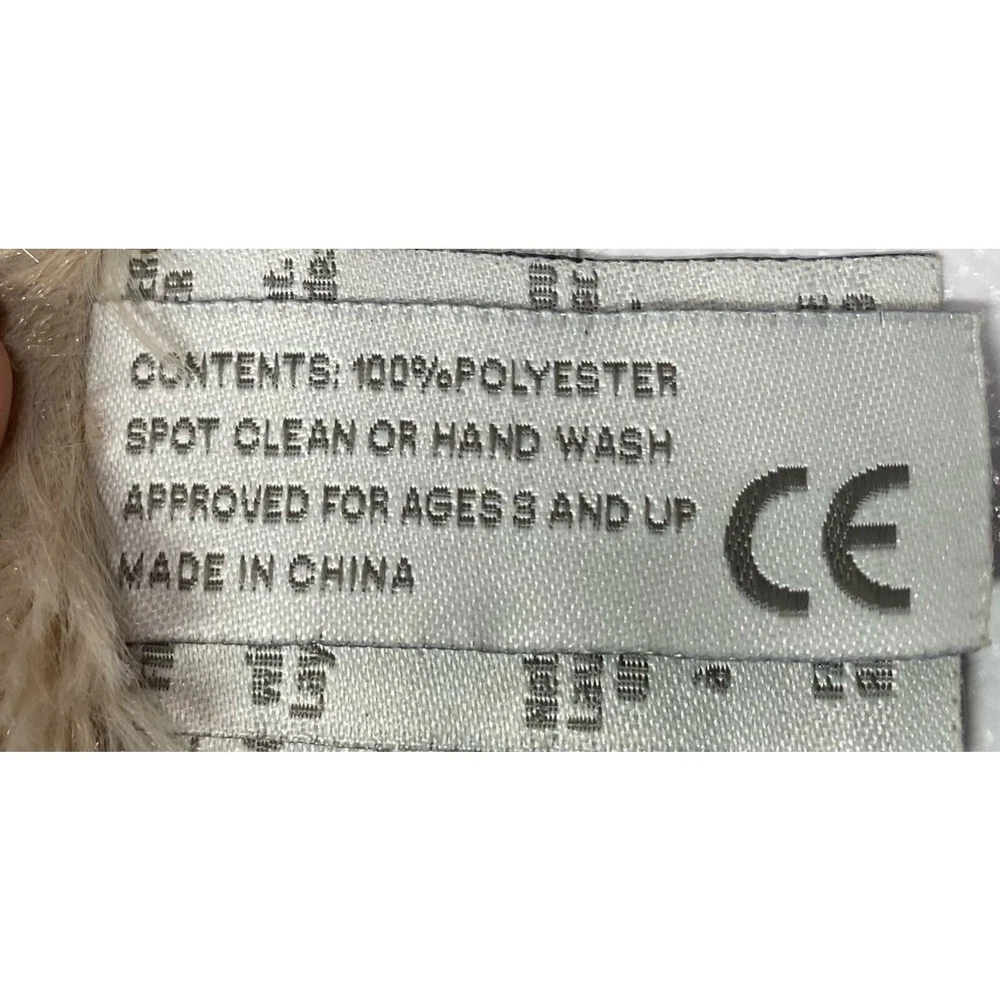 CONTENTS: 100%POLYESTER
SPOT CLEAN OR HAND WASH
APPROVED FOR AGES 3 AND UP
MADE IN CHINA
CE